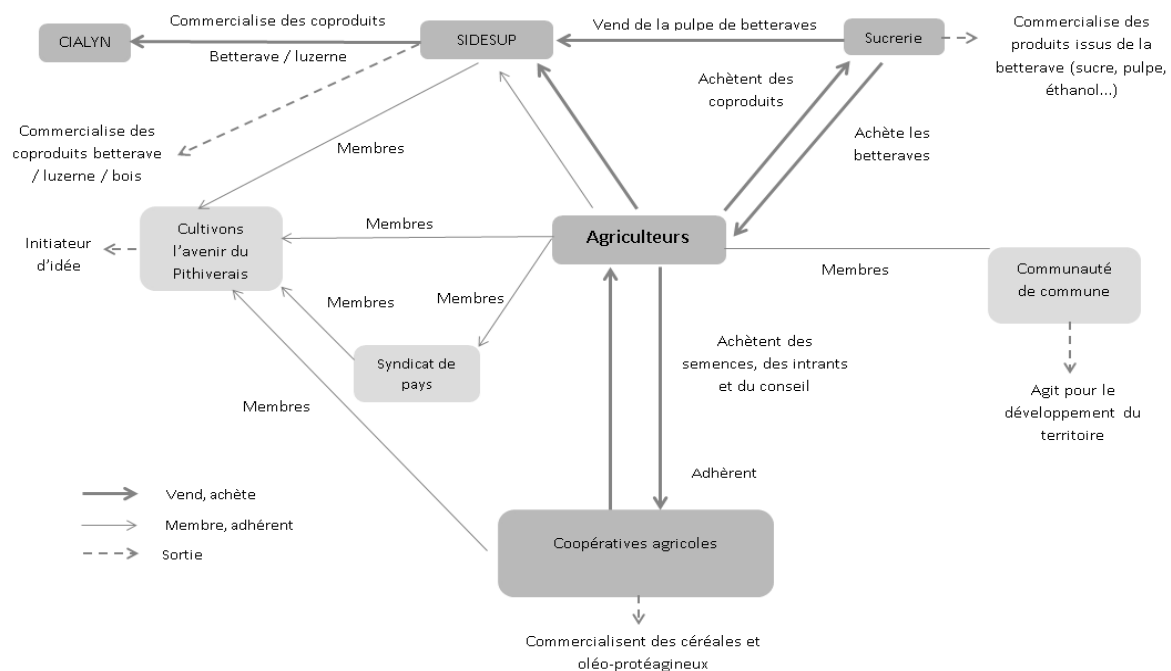 Commercialise des coproduits
Betterave / luzerne
CIALYN
SIDESUP
Vend de la pulpe de betteraves
Sucrerie
Commercialise des
produits issus de la
betterave (sucre, pulpe,
éthanol...)
Achètent des
coproduits
Achète les
betteraves
Commercialise des
coproduits betterave
/ luzerne / bois
Membres
Initiateur
d'idée
Cultivons
l'avenir du
Pithiverais
Membres
Agriculteurs
Membres
Communauté
de commune
Membres
Membres
Syndicat de
pays
Achètent des
semences, des intrants
et du conseil
Agit pour le
développement du
territoire
Membres
Adhèrent
Vend, achète
Membre, adhérent
Sortie
Coopératives agricoles
Commercialisent des céréales et
oléo-protéagineux